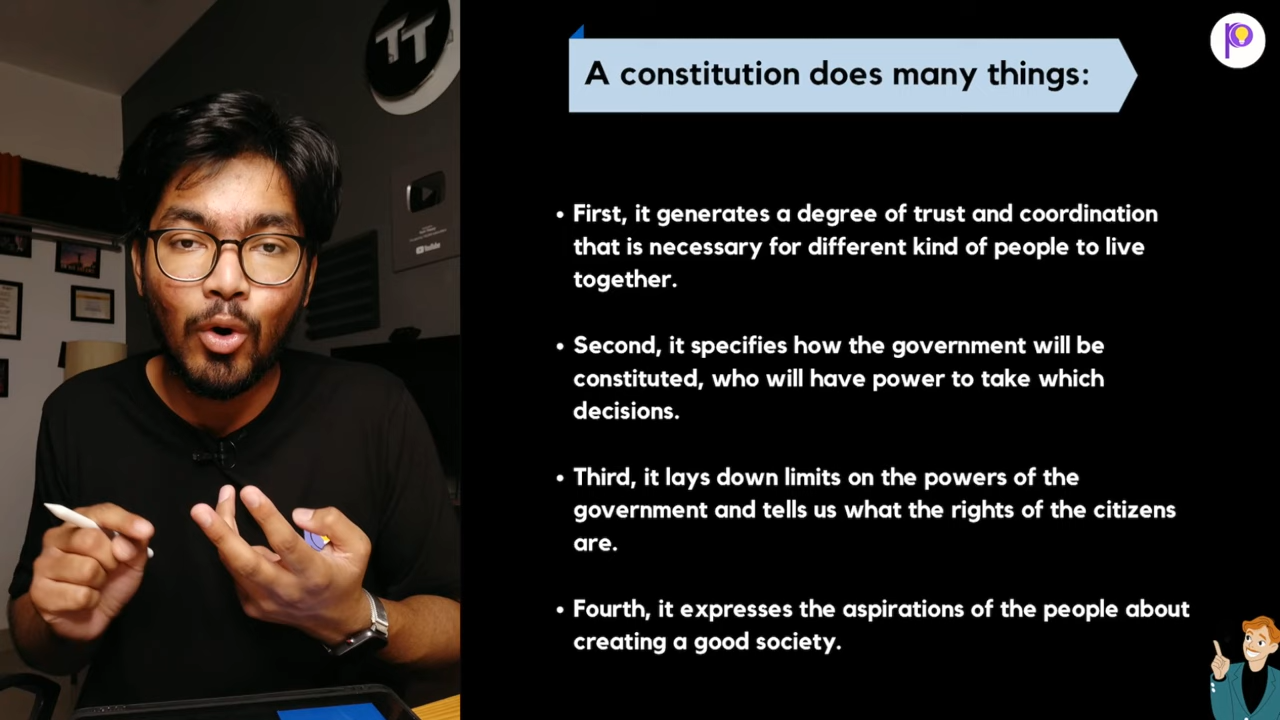 TT
YouTube
A constitution does many things:
• First, it generates a degree of trust and coordination
that is necessary for different kind of people to live
together.
• Second, it specifies how the government will be
constituted, who will have power to take which
decisions.
• Third, it lays down limits on the powers of the
government and tells us what the rights of the citizens
are.
• Fourth, it expresses the aspirations of the people about
creating a good society.